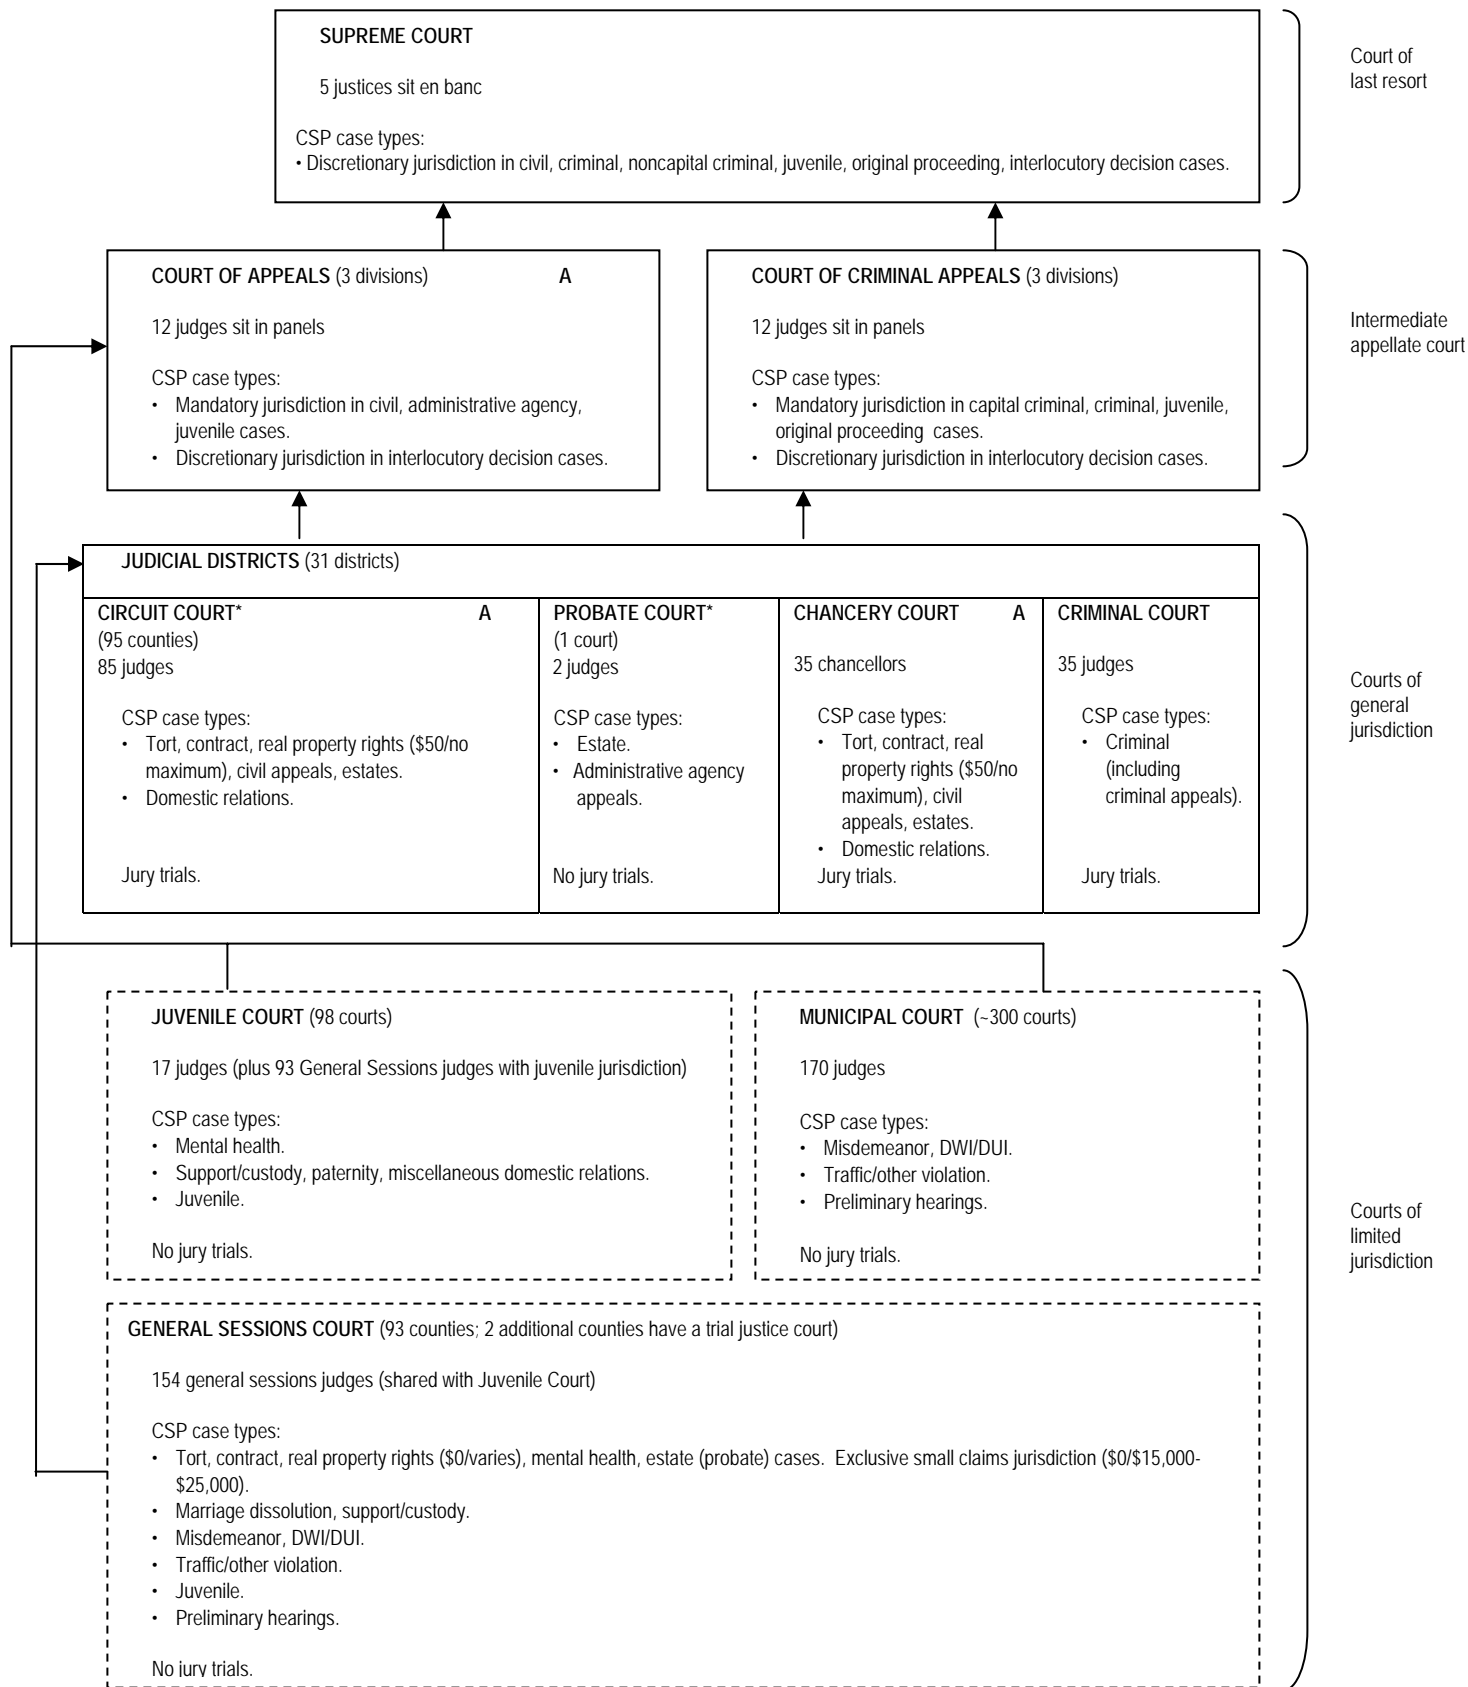 SUPREME COURT
5 justices sit en banc
CSP case types:
• Discretionary jurisdiction in civil, criminal, noncapital criminal, juvenile, original proceeding, interlocutory decision cases.
Court of
last resort
COURT OF APPEALS (3 divisions) A
12 judges sit in panels
CSP case types:
• Mandatory jurisdiction in civil, administrative agency,
juvenile cases.
• Discretionary jurisdiction in interlocutory decision cases.
COURT OF CRIMINAL APPEALS (3 divisions)
12 judges sit in panels
CSP case types:
• Mandatory jurisdiction in capital criminal, criminal, juvenile,
original proceeding cases.
• Discretionary jurisdiction in interlocutory decision cases.
Intermediate
appellate court
JUDICIAL DISTRICTS (31 districts)
CIRCUIT COURT* A
(95 counties)
85 judges
CSP case types:
• Tort, contract, real property rights ($50/no
maximum), civil appeals, estates.
• Domestic relations.
Jury trials.
PROBATE COURT*
(1 court)
2 judges
CSP case types:
• Estate.
• Administrative agency
appeals.
No jury trials.
CHANCERY COURT A
35 chancellors
CSP case types:
• Tort, contract, real
property rights ($50/no
maximum), civil
appeals, estates.
• Domestic relations.
Jury trials.
CRIMINAL COURT
35 judges
CSP case types:
• Criminal
(including
criminal appeals).
Jury trials.
Courts of
general
jurisdiction
JUVENILE COURT (98 courts)
17 judges (plus 93 General Sessions judges with juvenile jurisdiction)
CSP case types:
• Mental health.
• Support/custody, paternity, miscellaneous domestic relations.
• Juvenile.
No jury trials.
MUNICIPAL COURT (~300 courts)
170 judges
CSP case types:
• Misdemeanor, DWI/DUI.
• Traffic/other violation.
• Preliminary hearings.
No jury trials.
Courts of
limited
jurisdiction
GENERAL SESSIONS COURT (93 counties; 2 additional counties have a trial justice court)
154 general sessions judges (shared with Juvenile Court)
CSP case types:
• Tort, contract, real property rights ($0/varies), mental health, estate (probate) cases. Exclusive small claims jurisdiction ($0/$15,000-
$25,000).
• Marriage dissolution, support/custody.
• Misdemeanor, DWI/DUI.
• Traffic/other violation.
• Juvenile.
• Preliminary hearings.
No jury trials.